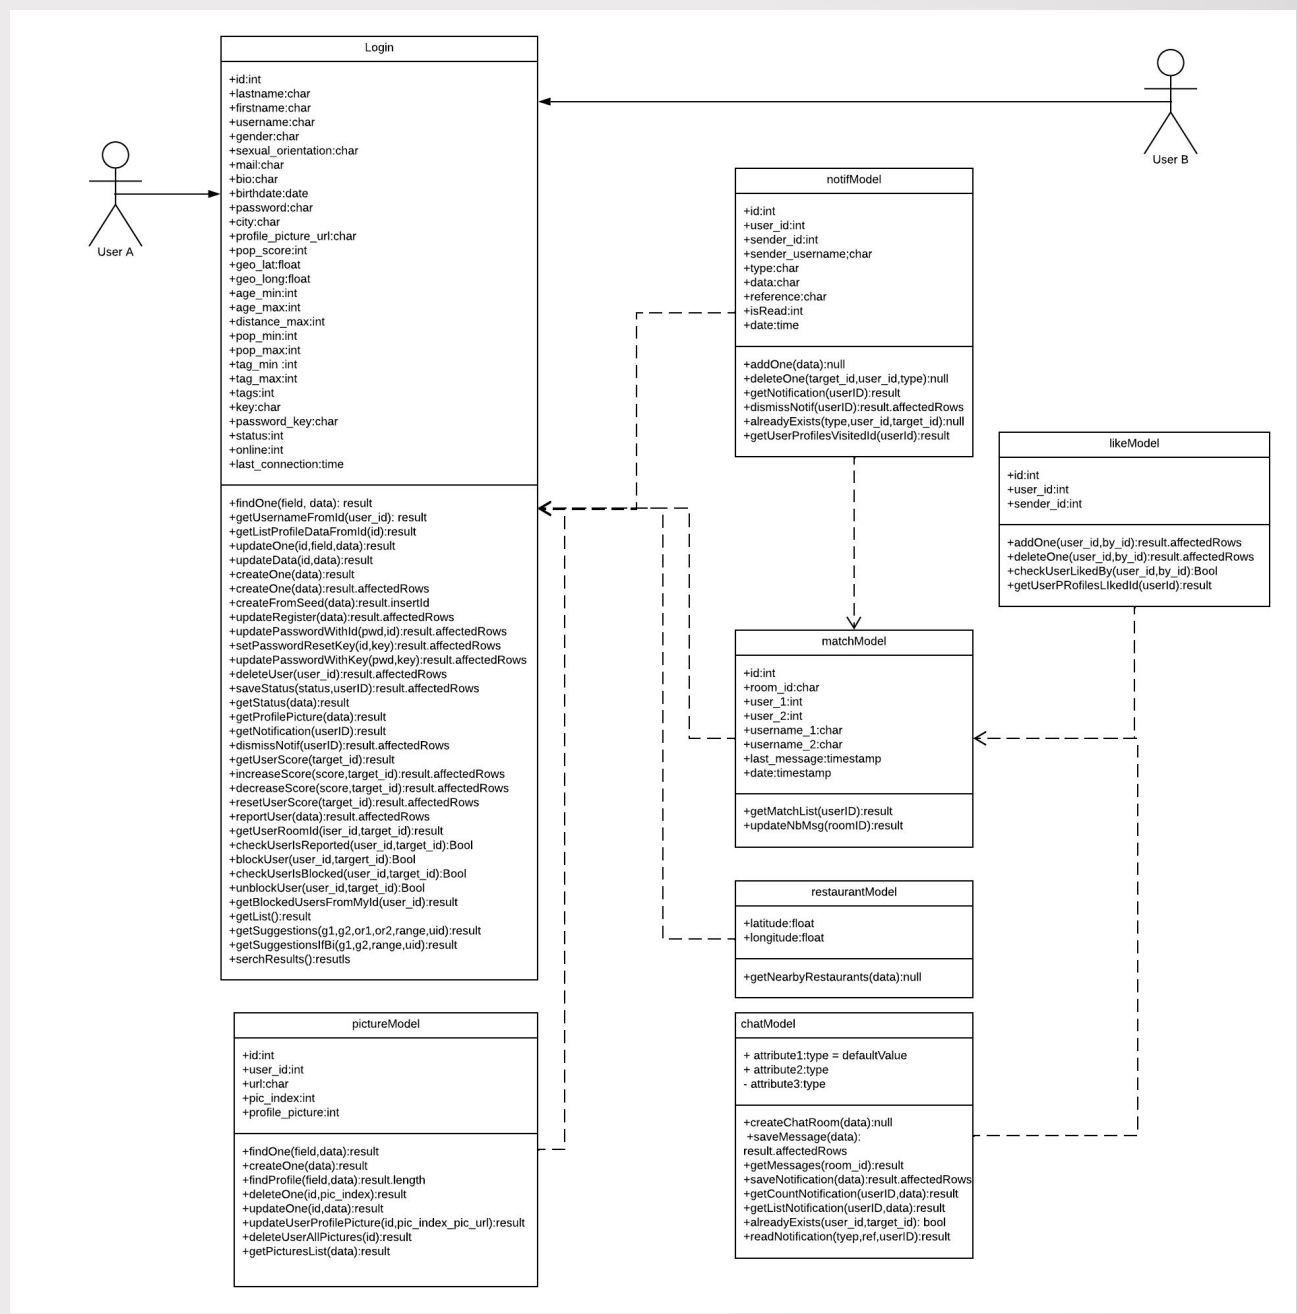 Login
+id:int
+lastname:char
+firstname:char
+username:char
+gender:char
+sexual_orientation:char
+mail:char
+bio:char
+birthdate:date
+password:char
+city:char
+profile_picture_url:char
+pop_score:int
+geo_lat:float
+geo_long:float
+age_min:int
+age_max:int
+distance_max:int
+pop_min:int
+pop_max:int
+tag_min :int
+tag_max:int
+tags:int
+key:char
+password_key:char
+status:int
+online:int
+last_connection:time
+findOne(field, data): result
+getUsernameFromId(user_id): result
+getListProfileDataFromId(id):result
+updateOne(id,field,data):result
+updateData(id,data):result
+createOne(data):result
+createOne(data):result.affectedRows
+createFromSeed(data):result.insertId
+updateRegister(data):result.affectedRows
+updatePasswordWithId(pwd,id):result.affectedRows
+setPasswordResetKey(id,key):result.affectedRows
+updatePasswordWithKey(pwd,key):result.affectedRows
+deleteUser(user_id):result.affectedRows
+saveStatus(status,userID):result.affectedRows
+getStatus(data):result
+getProfilePicture(data):result
+getNotification(userID):result
+dismissNotif(userID):result.affectedRows
+getUserScore(target_id):result
+increaseScore(score,target_id):result.affectedRows
+decreaseScore(score,target_id):result.affectedRows
+resetUserScore(target_id):result.affectedRows
+reportUser(data):result.affectedRows
+getUserRoomId(iser_id,target_id):result
+checkUserIsReported(user_id,target_id):Bool
+blockUser(user_id,targert_id):Bool
+checkUserIsBlocked(user_id,target_id):Bool
+unblockUser(user_id,target_id):Bool
+getBlockedUsersFromMyId(user_id):result
+getList():result
+getSuggestions(g1,g2,or1,or2,range,uid):result
+getSuggestionsIfBi(g1,g2,range,uid):result
+serchResults():resutls
User A
User B
notifModel
+id:int
+user_id:int
+sender_id:int
+sender_username;char
+type:char
+data:char
+reference:char
+isRead:int
+date:time
+addOne(data):null
+deleteOne(target_id,user_id,type):null
+getNotification(userID):result
+dismissNotif(userID):result.affectedRows
+alreadyExists(type,user_id,target_id):null
+getUserProfilesVisitedId(userId):result
likeModel
+id:int
+user_id:int
+sender_id:int
+addOne(user_id,by_id):result.affectedRows
+deleteOne(user_id,by_id):result.affectedRows
+checkUserLikedBy(user_id,by_id):Bool
+getUserPRofilesLIkedId(userId):result
matchModel
+id:int
+room_id:char
+user_1:int
+user_2:int
+username_1:char
+username_2:char
+last_message:timestamp
+date:timestamp
+getMatchList(userID):result
+updateNbMsg(roomID):result
restaurantModel
+latitude:float
+longitude:float
+getNearbyRestaurants(data):null
pictureModel
+id:int
+user_id:int
+url:char
+pic_index:int
+profile_picture:int
+findOne(field,data):result
+createOne(data):result
+findProfile(field,data):result.length
+deleteOne(id,pic_index):result
+updateOne(id,data):result
+updateUserProfilePicture(id,pic_index_pic_url):result
+deleteUserAllPictures(id):result
+getPicturesList(data):result
chatModel
+ attribute1:type = defaultValue
+ attribute2:type
- attribute3:type
+createChatRoom(data):null
+saveMessage(data):
result.affectedRows
+getMessages(room_id):result
+saveNotification(data):result.affectedRows
+getCountNotification(userID,data):result
+getListNotification(userID,data):result
+alreadyExists(user_id,target_id): bool
+readNotification(tyep,ref,userID):result